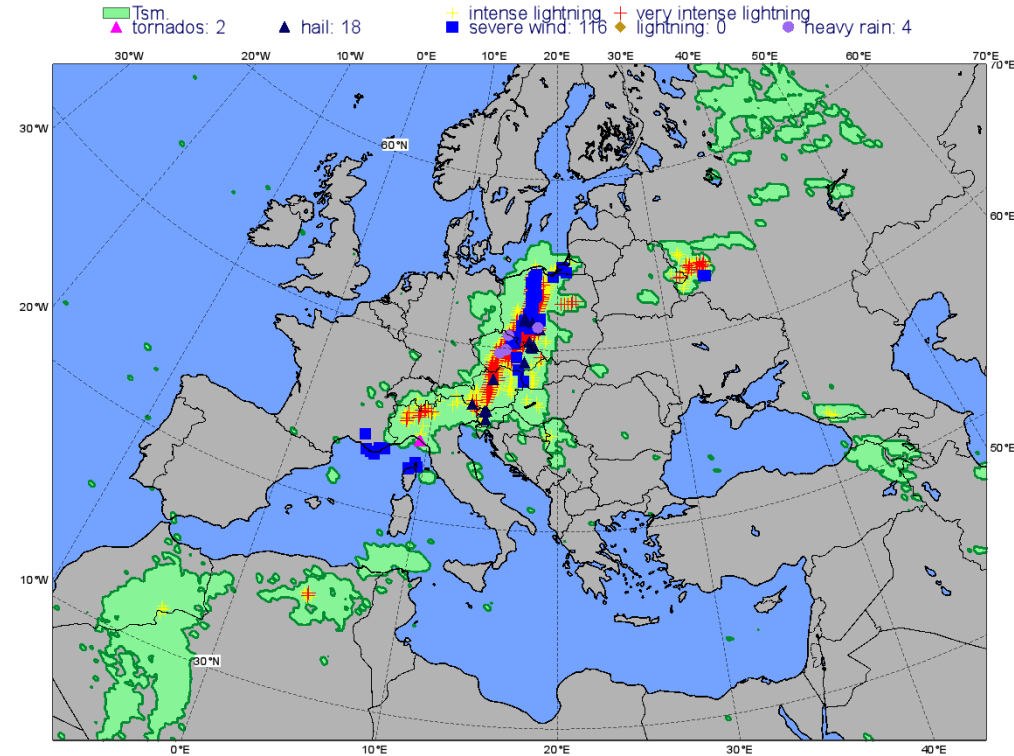 Tsm. intense lightning very intense lightning
tornados: 2 hail: 18 severe wind: 116 lightning: 0 heavy rain: 4
30°W 20°W 10°W 0°E 10°E 20°E 30°E 40°E 50°E 60°E 70°E
70°E
30°W
60°N
60°E
20°W
50°E
10°W
30°N
0°E 10°E 20°E 30°E 40°E